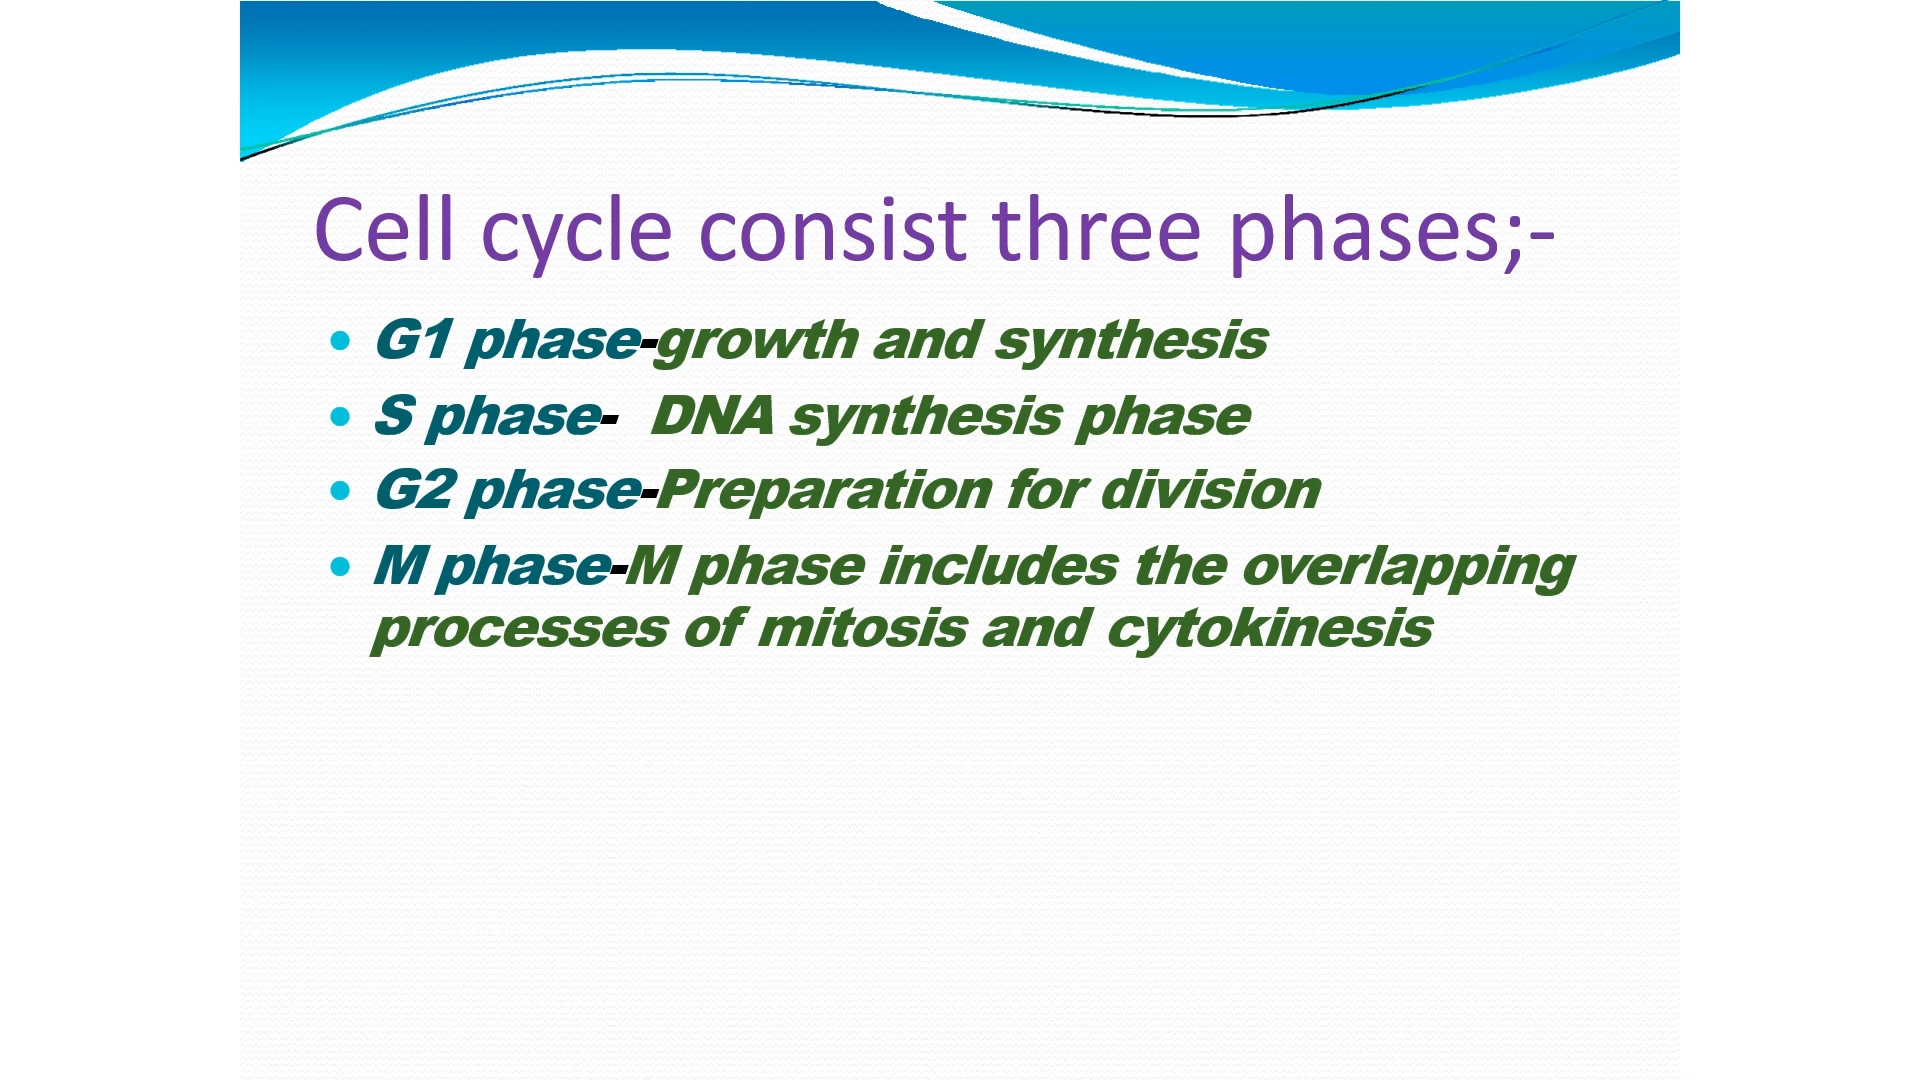 Cell cycle consist three phases;-
• G1 phase-growth and synthesis
• S phase-  DNA synthesis phase
• G2 phase-Preparation for division
• M phase-M phase includes the overlapping
processes of mitosis and cytokinesis